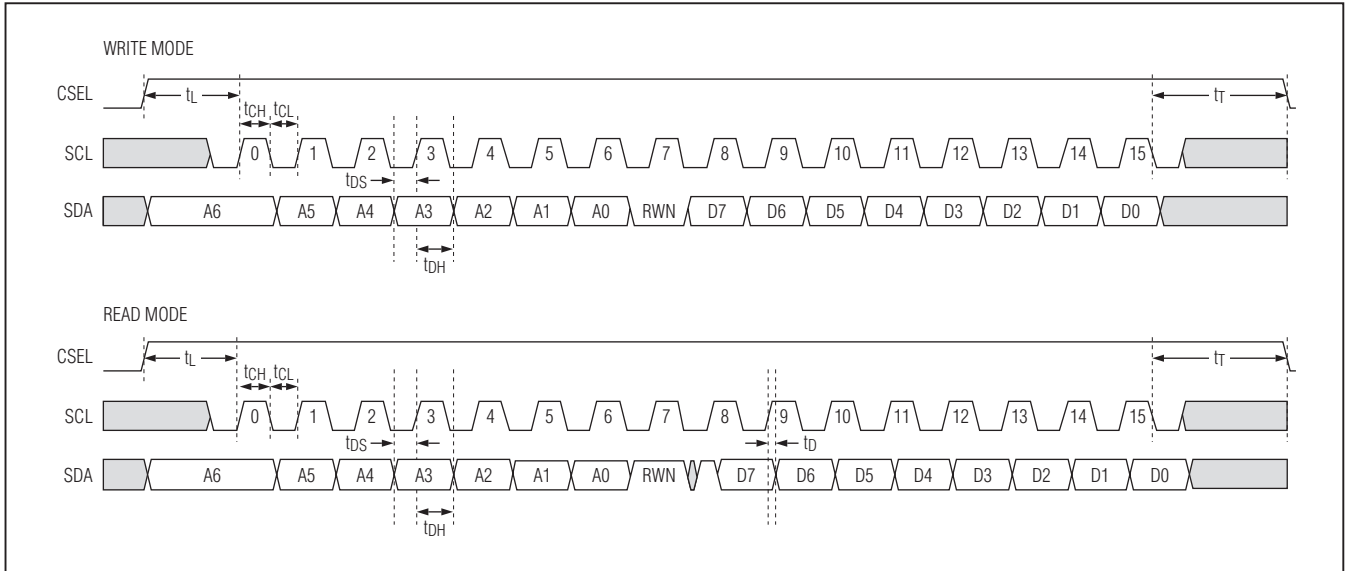 WRITE MODE
CSEL tL tT
tCH tCL
SCL 0 1 2 3 4 5 6 7 8 9 10 11 12 13 14 15
tDS
SDA A6 A5 A4 A3 A2 A1 A0 RWN D7 D6 D5 D4 D3 D2 D1 D0
tDH
READ MODE
CSEL tL tT
tCH tCL
SCL 0 1 2 3 4 5 6 7 8 9 10 11 12 13 14 15
tDS tD
SDA A6 A5 A4 A3 A2 A1 A0 RWN D7 D6 D5 D4 D3 D2 D1 D0
tDH